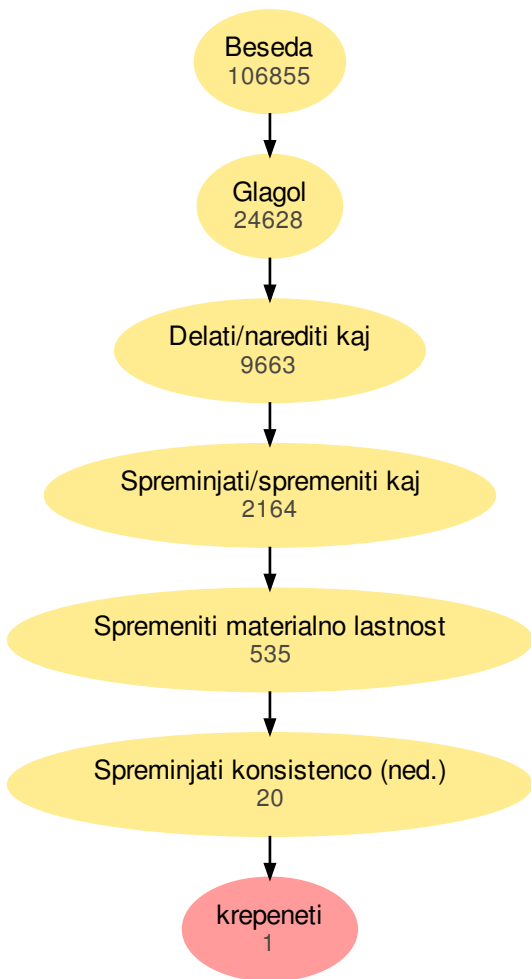 Beseda
106855
Glagol
24628
Delati/narediti kaj
9663
Spreminjati/spremeniti kaj
2164
Spremeniti materialno lastnost
535
Spreminjati konsistenco (ned.)
20
krepeneti
1